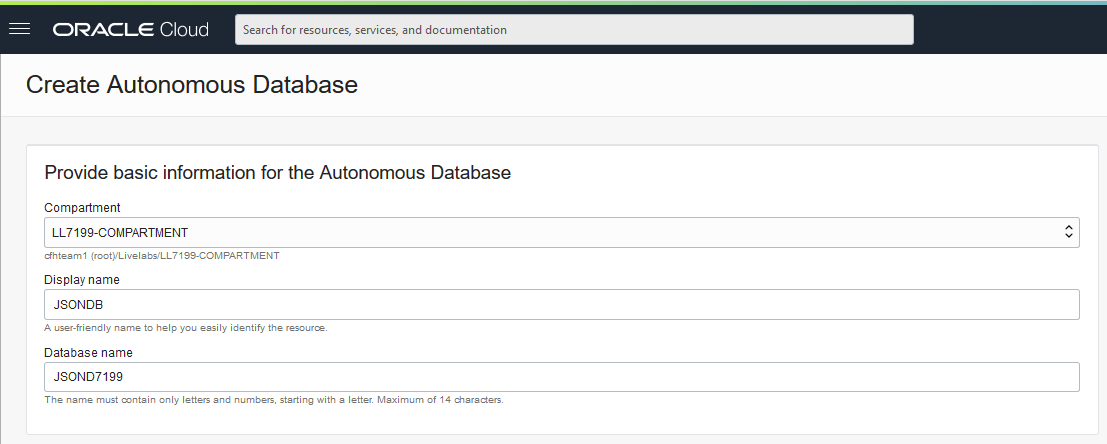 ORACLE Cloud
Search for resources, services, and documentation
Create Autonomous Database
Provide basic information for the Autonomous Database
Compartment
LL7199-COMPARTMENT
cfhteam1 (root)/Livelabs/LL7199-COMPARTMENT
Display name
JSONDB
A user-friendly name to help you easily identify the resource.
Database name
JSOND7199
The name must contain only letters and numbers, starting with a letter. Maximum of 14 characters.